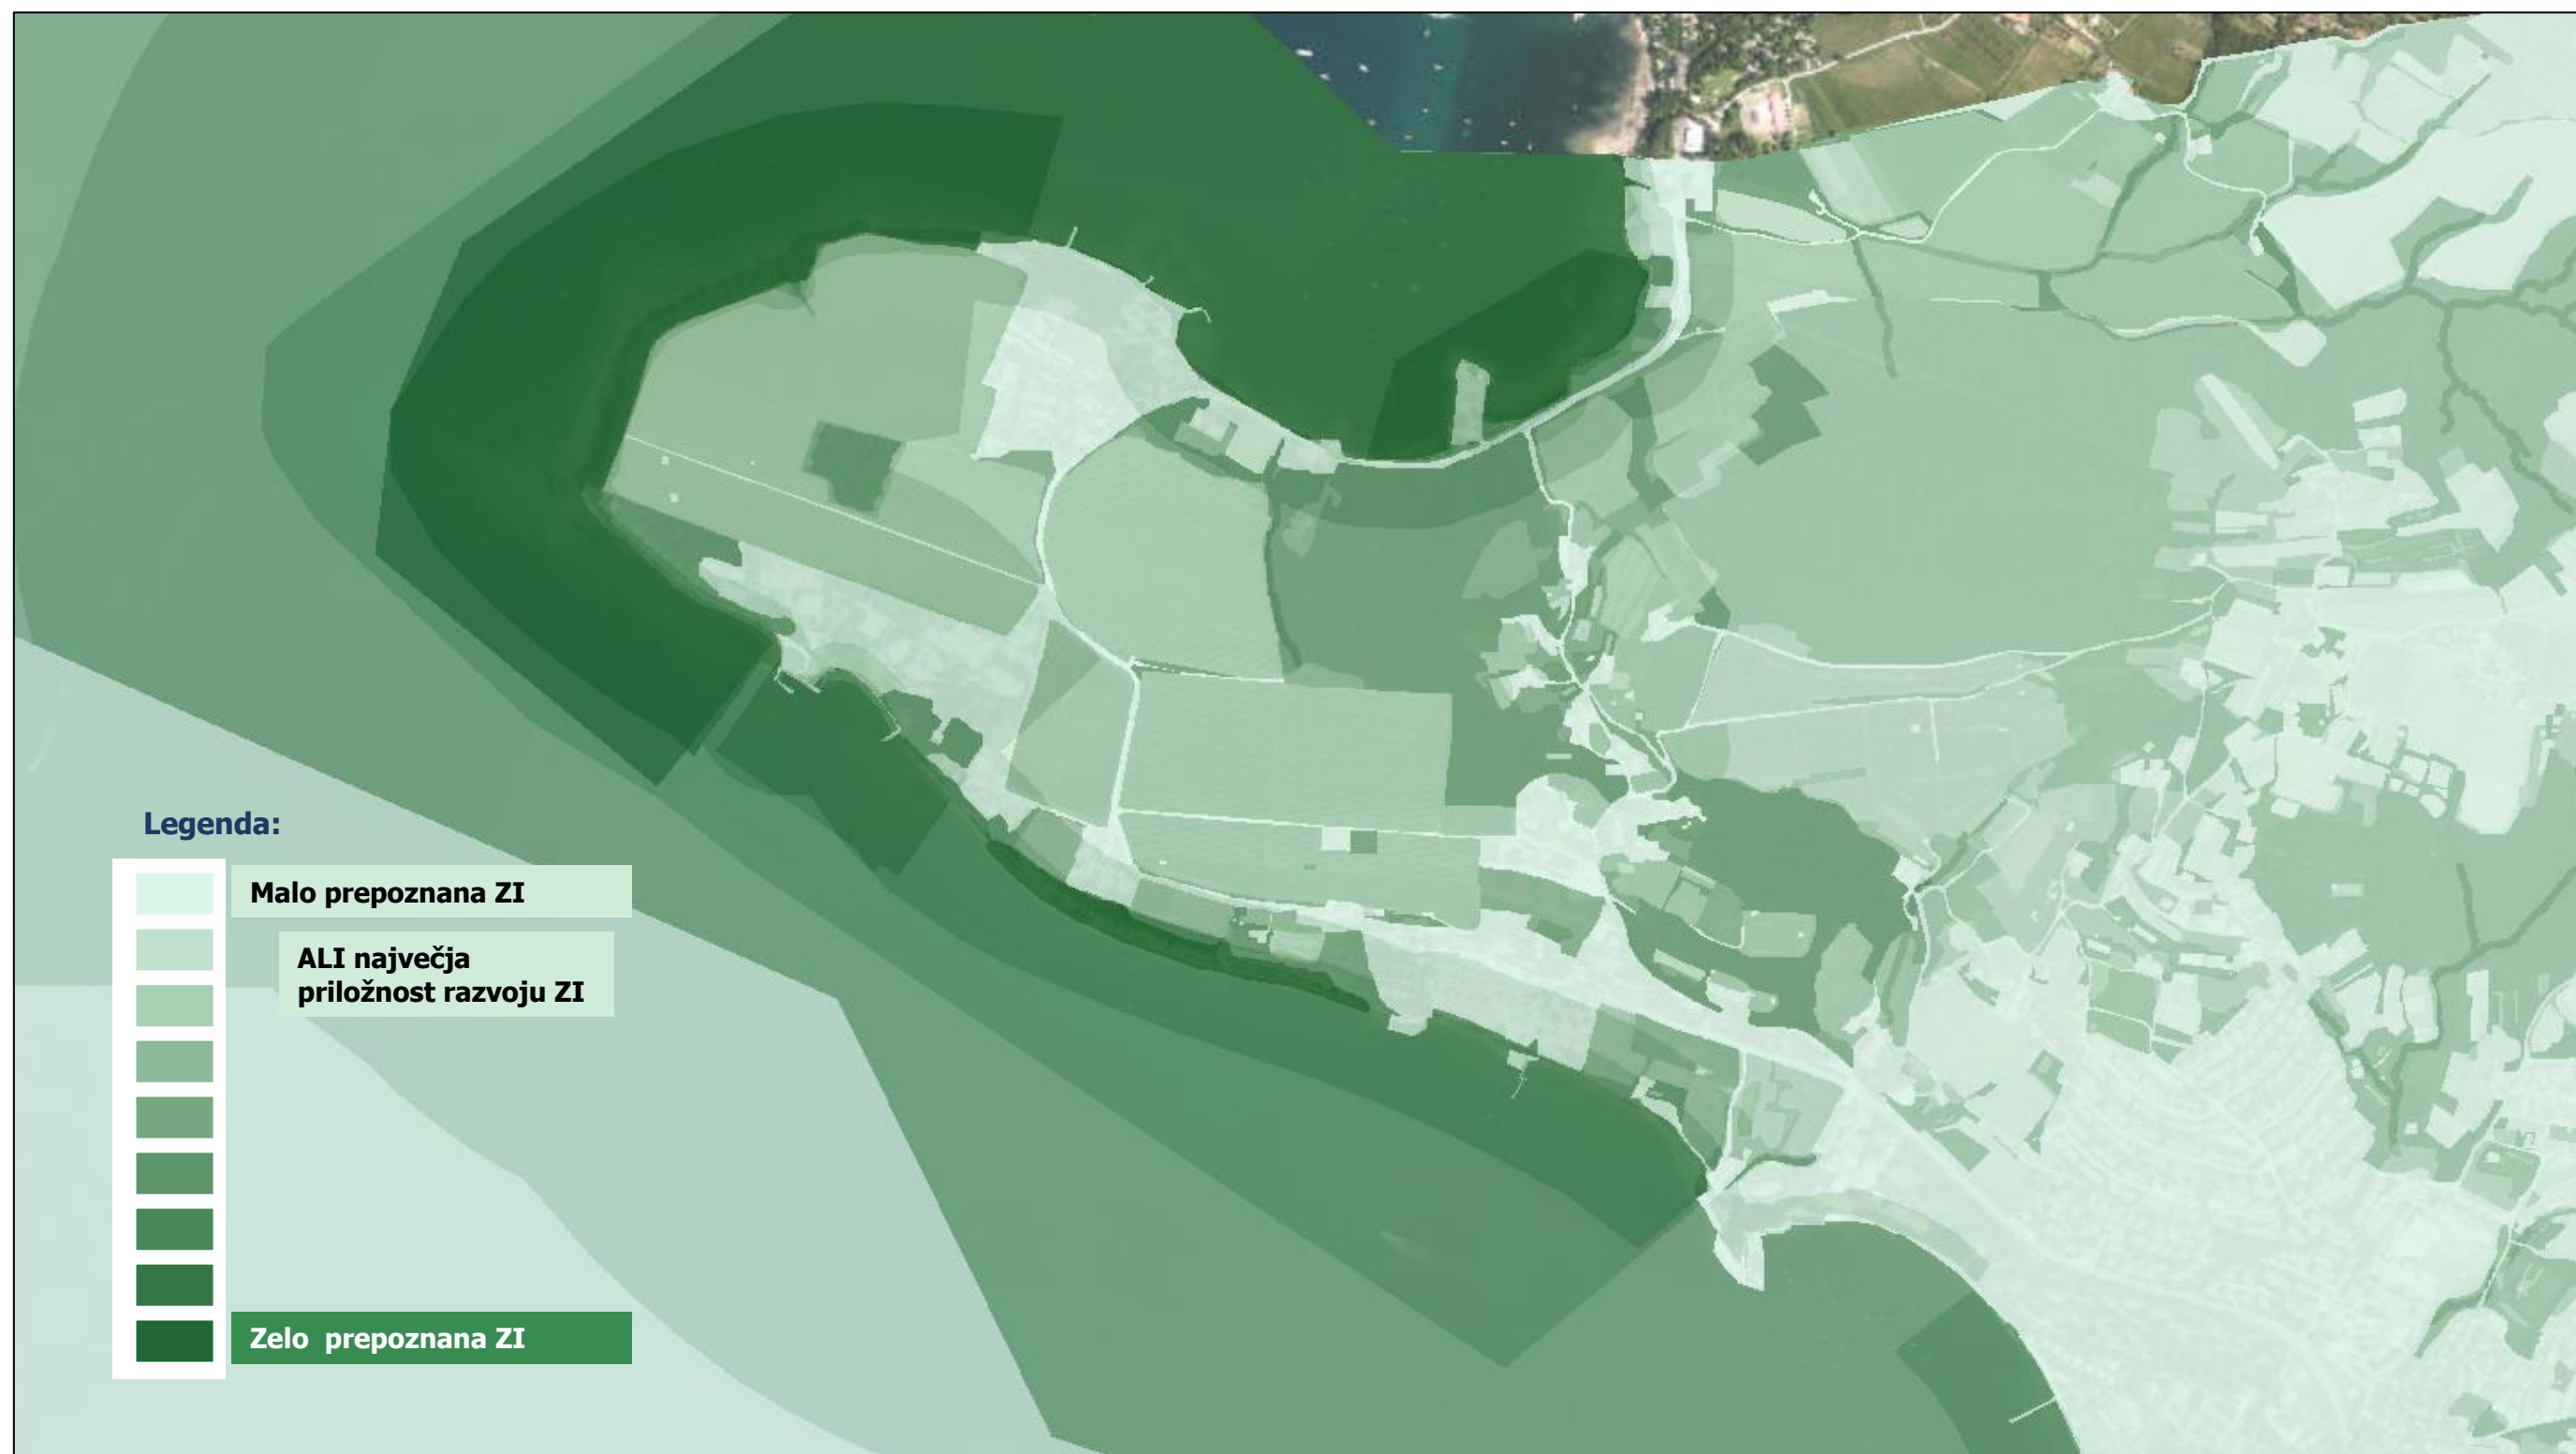 Legenda:
Malo prepoznana ZI
ALI največja
priložnost razvoju ZI
Zelo  prepoznana ZI